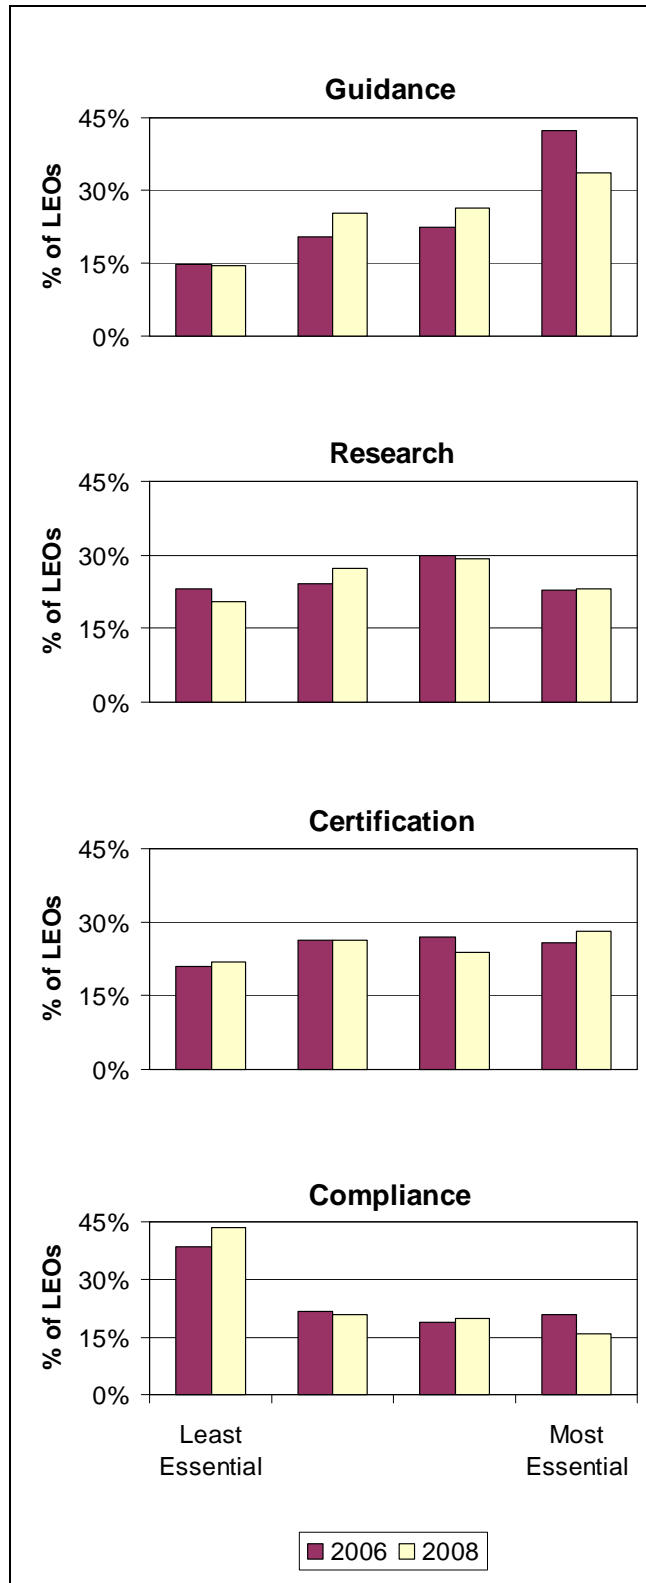 Guidance
45%
30%
15%
0%
% of LEOs
Research
45%
30%
15%
0%
% of LEOs
Certification
45%
30%
15%
0%
% of LEOs
Compliance
45%
30%
15%
0%
% of LEOs
Least
Essential
Most
Essential
2006 2008